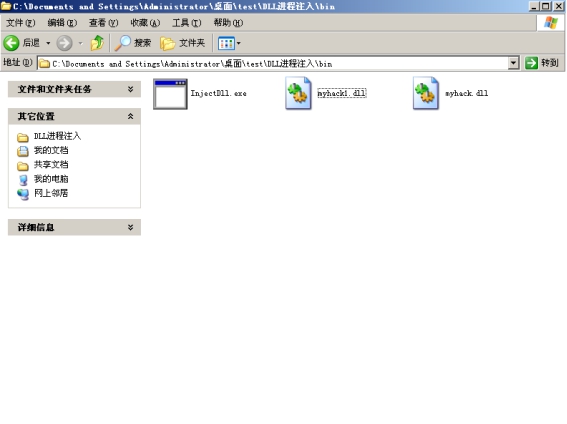 C:\Documents and Settings\Administrator\桌面\test\DLL进程注入\bin
文件(F) 编辑(E) 查看(V) 收藏(A) 工具(T) 帮助(H)
后退 搜索 文件夹
地址(D) C:\Documents and Settings\Administrator\桌面\test\DLL进程注入\bin 转到
文件和文件夹任务
其它位置
DLL进程注入
我的文档
共享文档
我的电脑
网上邻居
详细信息
InjectDll.exe
myhack1.dll
myhack.dll